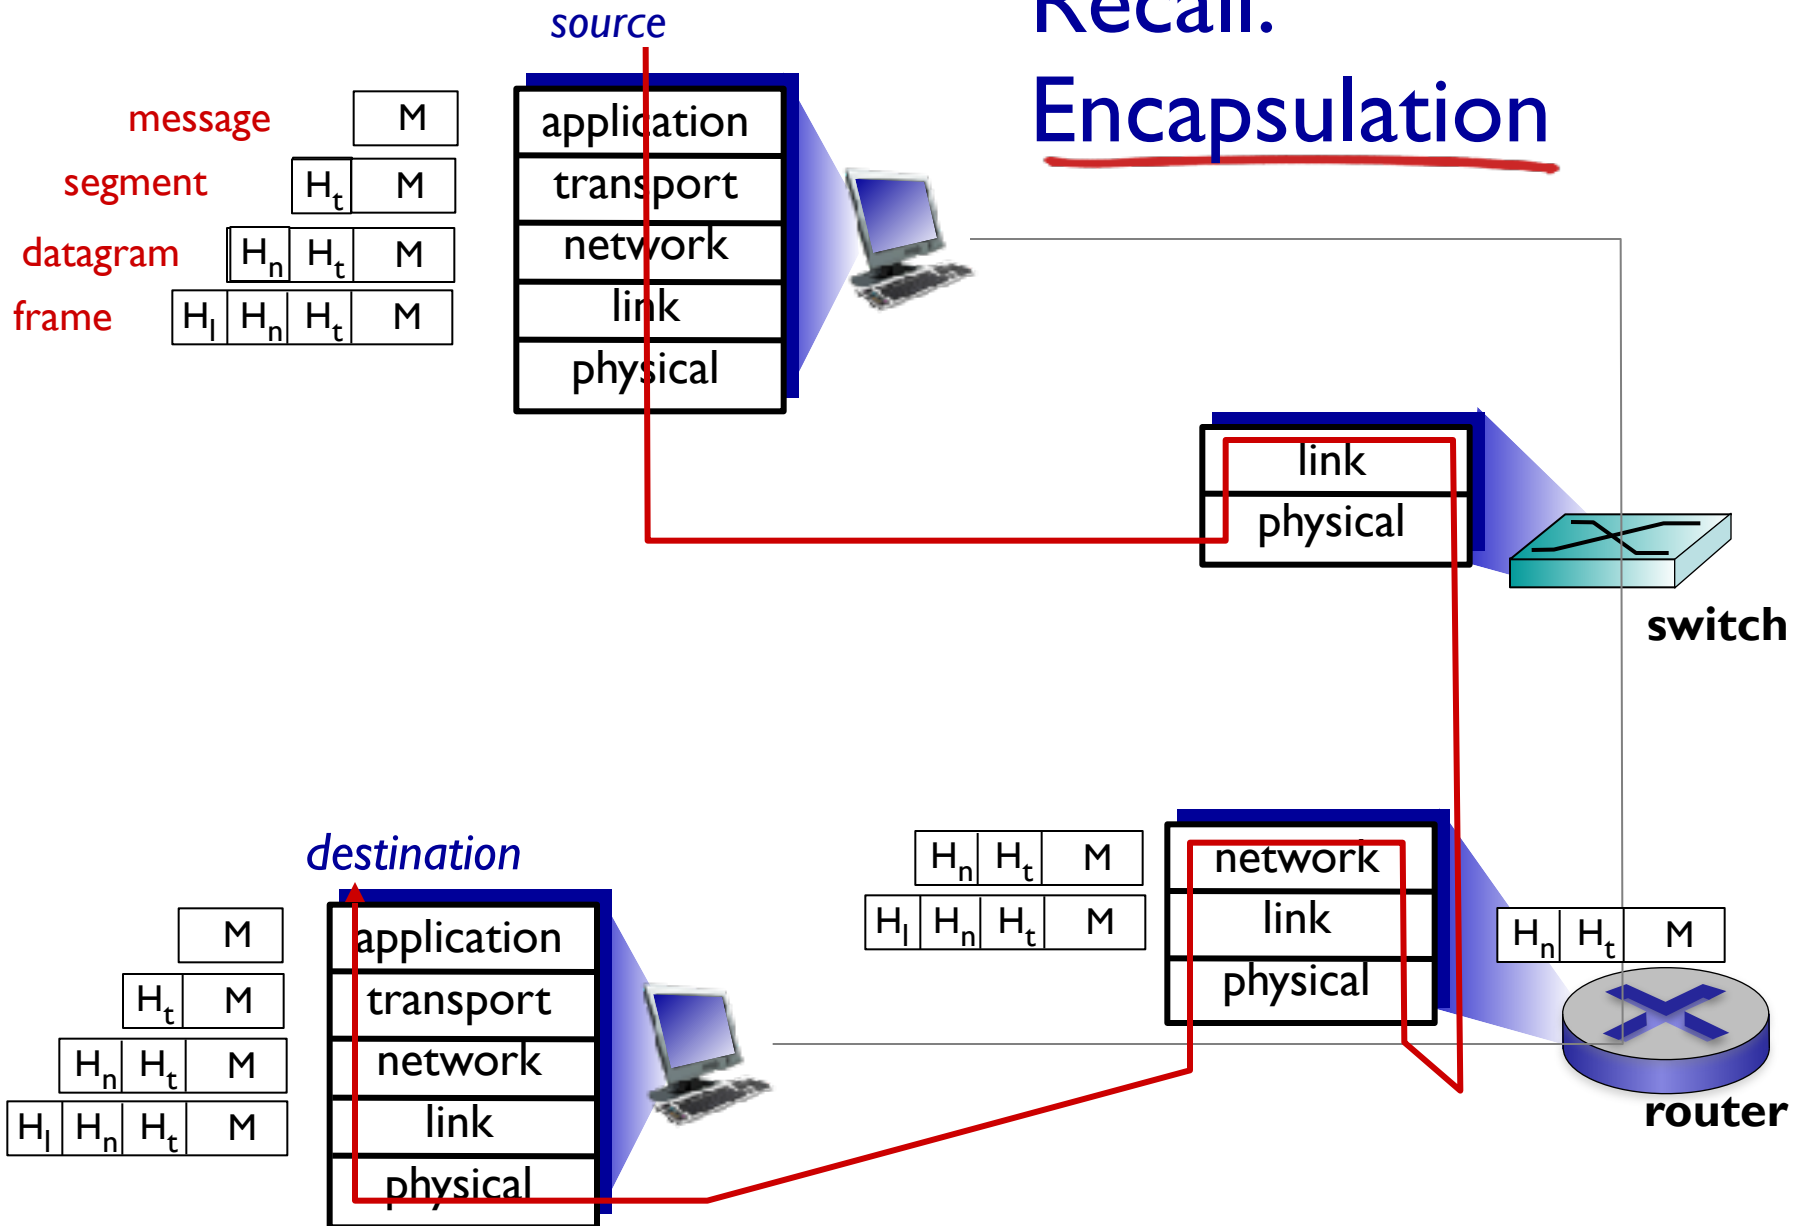 source
Recall:
Encapsulation
message M
segment Ht M
datagram Hn Ht M
frame Hl Hn Ht M
application
transport
network
link
physical
link
physical
switch
destination
M
Ht M
Hn Ht M
Hl Hn Ht M
application
transport
network
link
physical
Hn Ht M
Hl Hn Ht M
network
link
physical
Hn Ht M
router